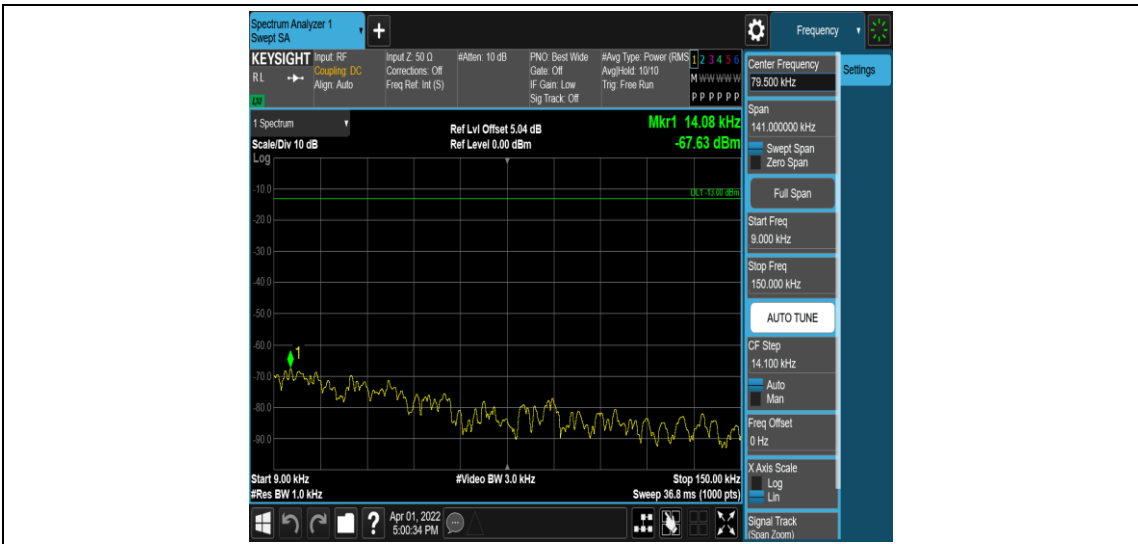 Spectrum Analyzer 1
Swept SA
+
Frequency
KEYSIGHT
RL
LXI
Input: RF
Coupling: DC
Align: Auto
Input Z: 50 Ω
Corrections: Off
Freq Ref: Int (S)
#Atten: 10 dB
PNO: Best Wide
Gate: Off
IF Gain: Low
Sig Track: Off
#Avg Type: Power (RMS
Avg|Hold: 10/10
Trig: Free Run
1 2 3 4 5 6
M W W W W W
P P P P P P
Center Frequency
79.500 kHz
Settings
Span
141.000000 kHz
Swept Span
Zero Span
Full Span
Start Freq
9.000 kHz
Stop Freq
150.000 kHz
AUTO TUNE
CF Step
14.100 kHz
Auto
Man
Freq Offset
0 Hz
X Axis Scale
Log
Lin
Signal Track
(Span Zoom)
1 Spectrum
Scale/Div 10 dB
Log
Ref Lvl Offset 5.04 dB
Ref Level 0.00 dBm
Mkr1 14.08 kHz
-67.63 dBm
DL1 -13.00 dBm
-10.0
-20.0
-30.0
-40.0
-50.0
-60.0
-70.0
-80.0
-90.0
1
Start 9.00 kHz
#Res BW 1.0 kHz
#Video BW 3.0 kHz
Stop 150.00 kHz
Sweep 36.8 ms (1000 pts)
?
Apr 01, 2022
5:00:34 PM